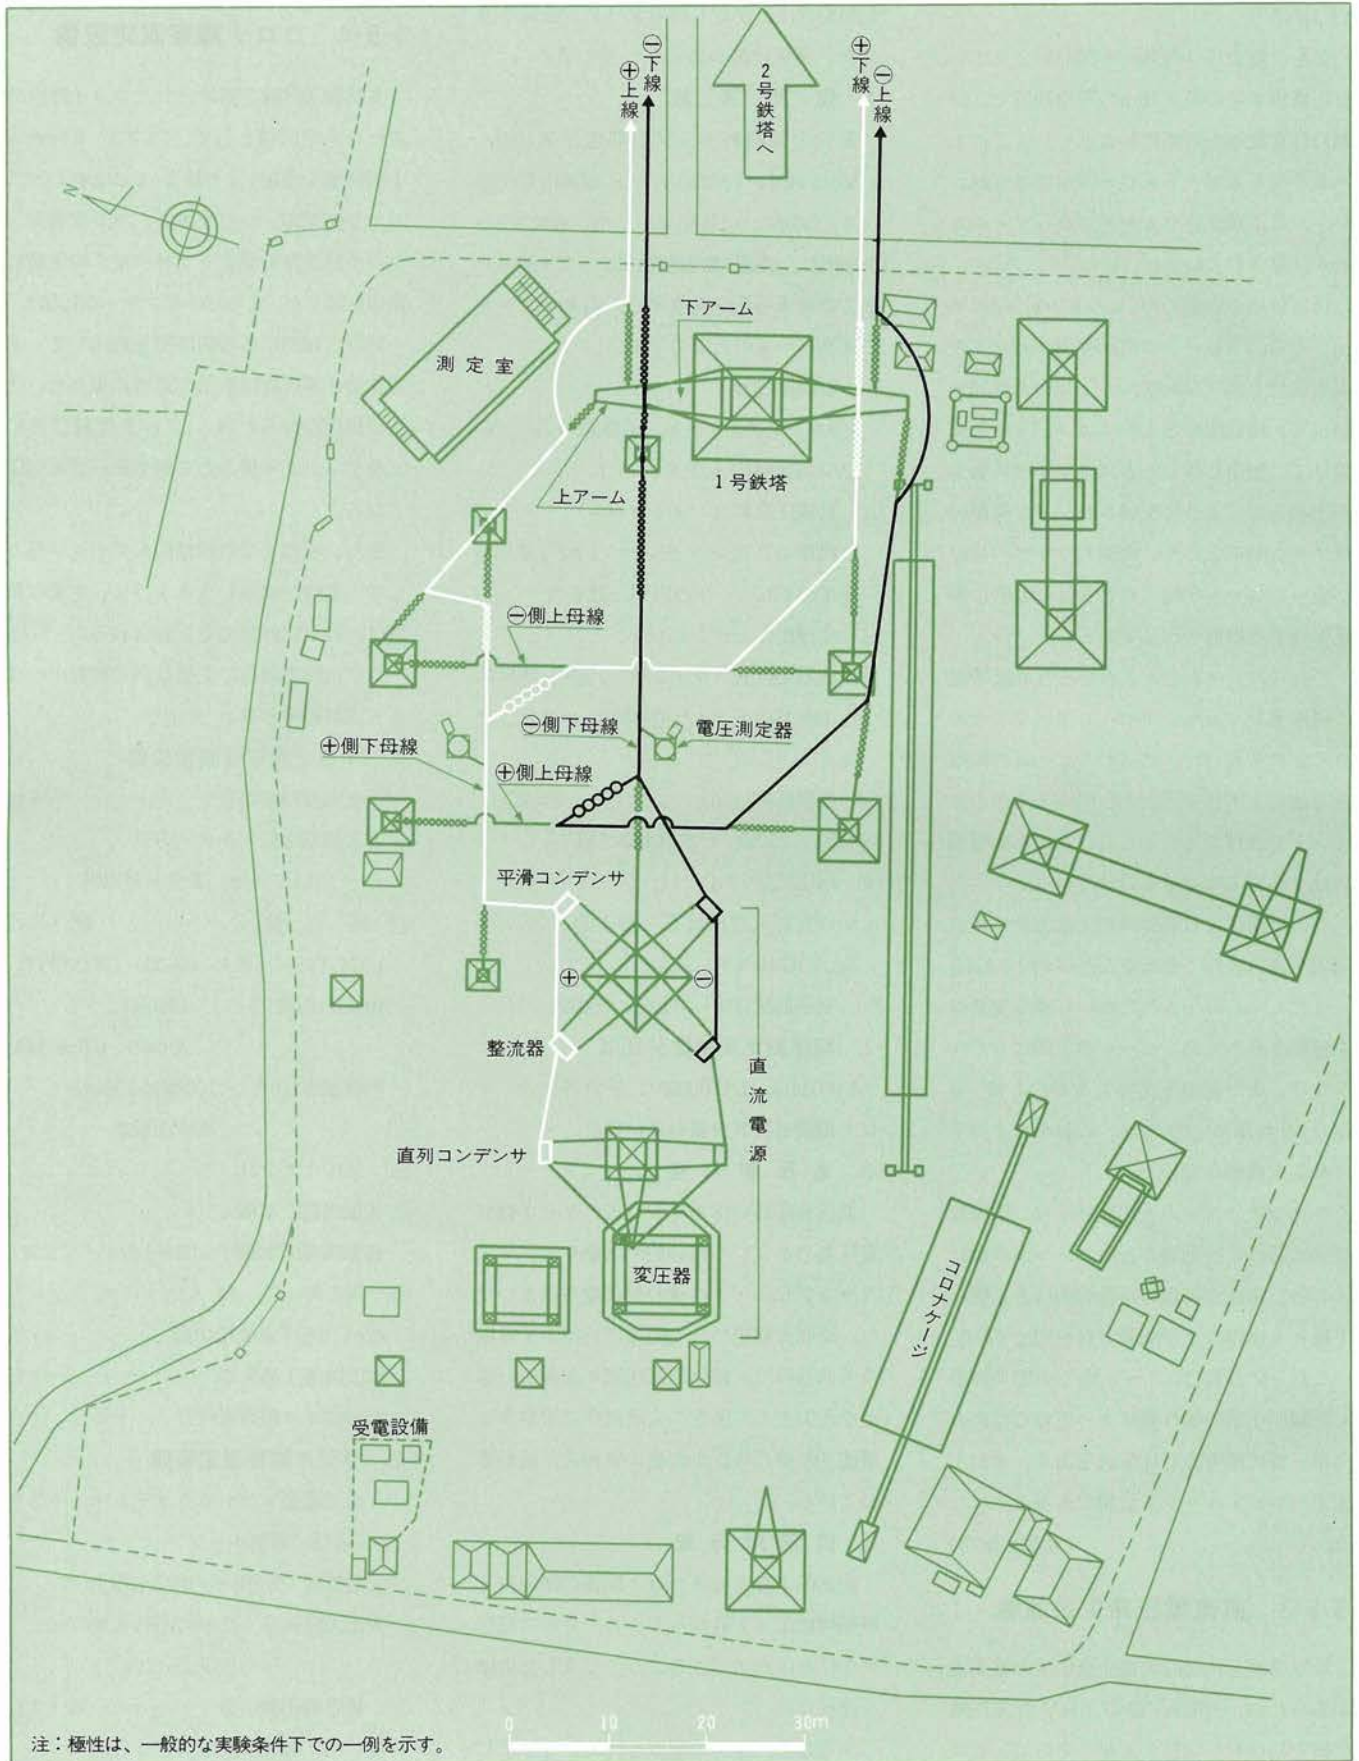 ⊖下線
⊕上線
2号鉄塔へ
⊕下線
⊖上線
N
測定室
下アーム
上アーム
1号鉄塔
⊖側上母線
⊕側下母線
⊖側下母線
電圧測定器
⊕側上母線
平滑コンデンサ
⊕
⊖
整流器
直流電源
直列コンデンサ
変圧器
コロナケージ
受電設備
0 10 20 30m
注:極性は、一般的な実験条件下での一例を示す。